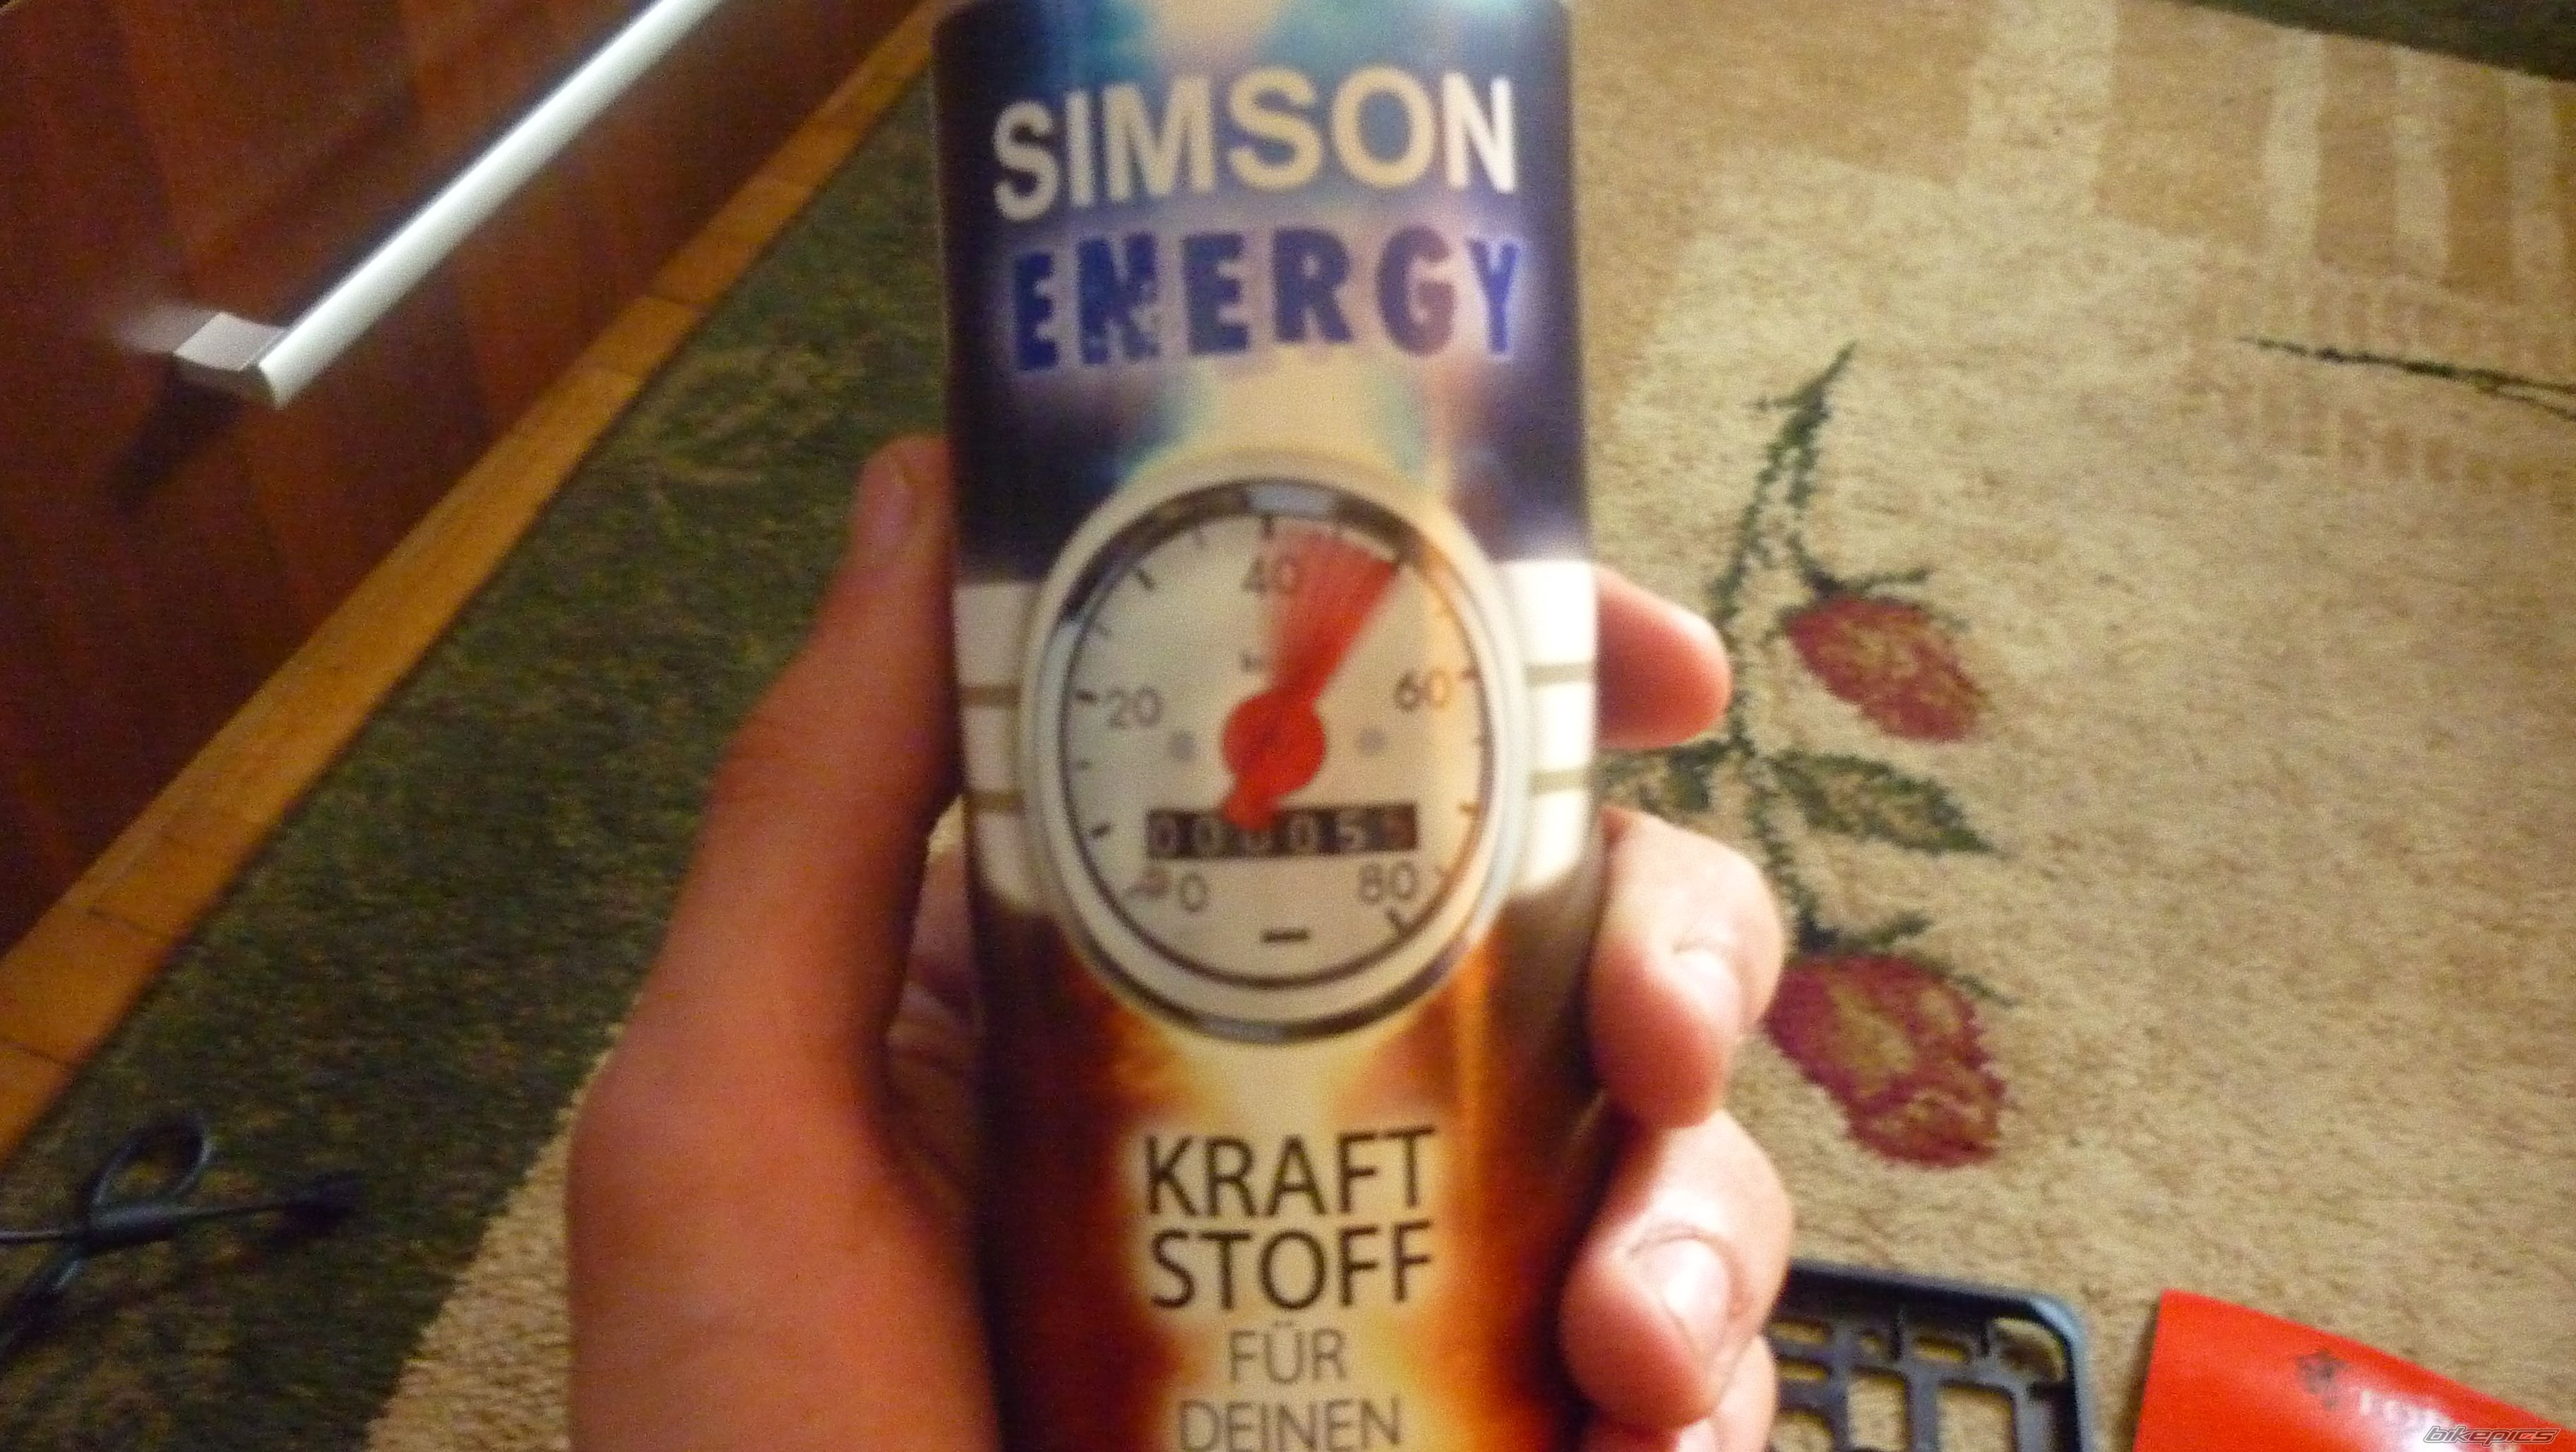 SIMSON
ENERGY
40
20
60
0
80
KRAFT
STOFF
FÜR
DEINEN
bikepics